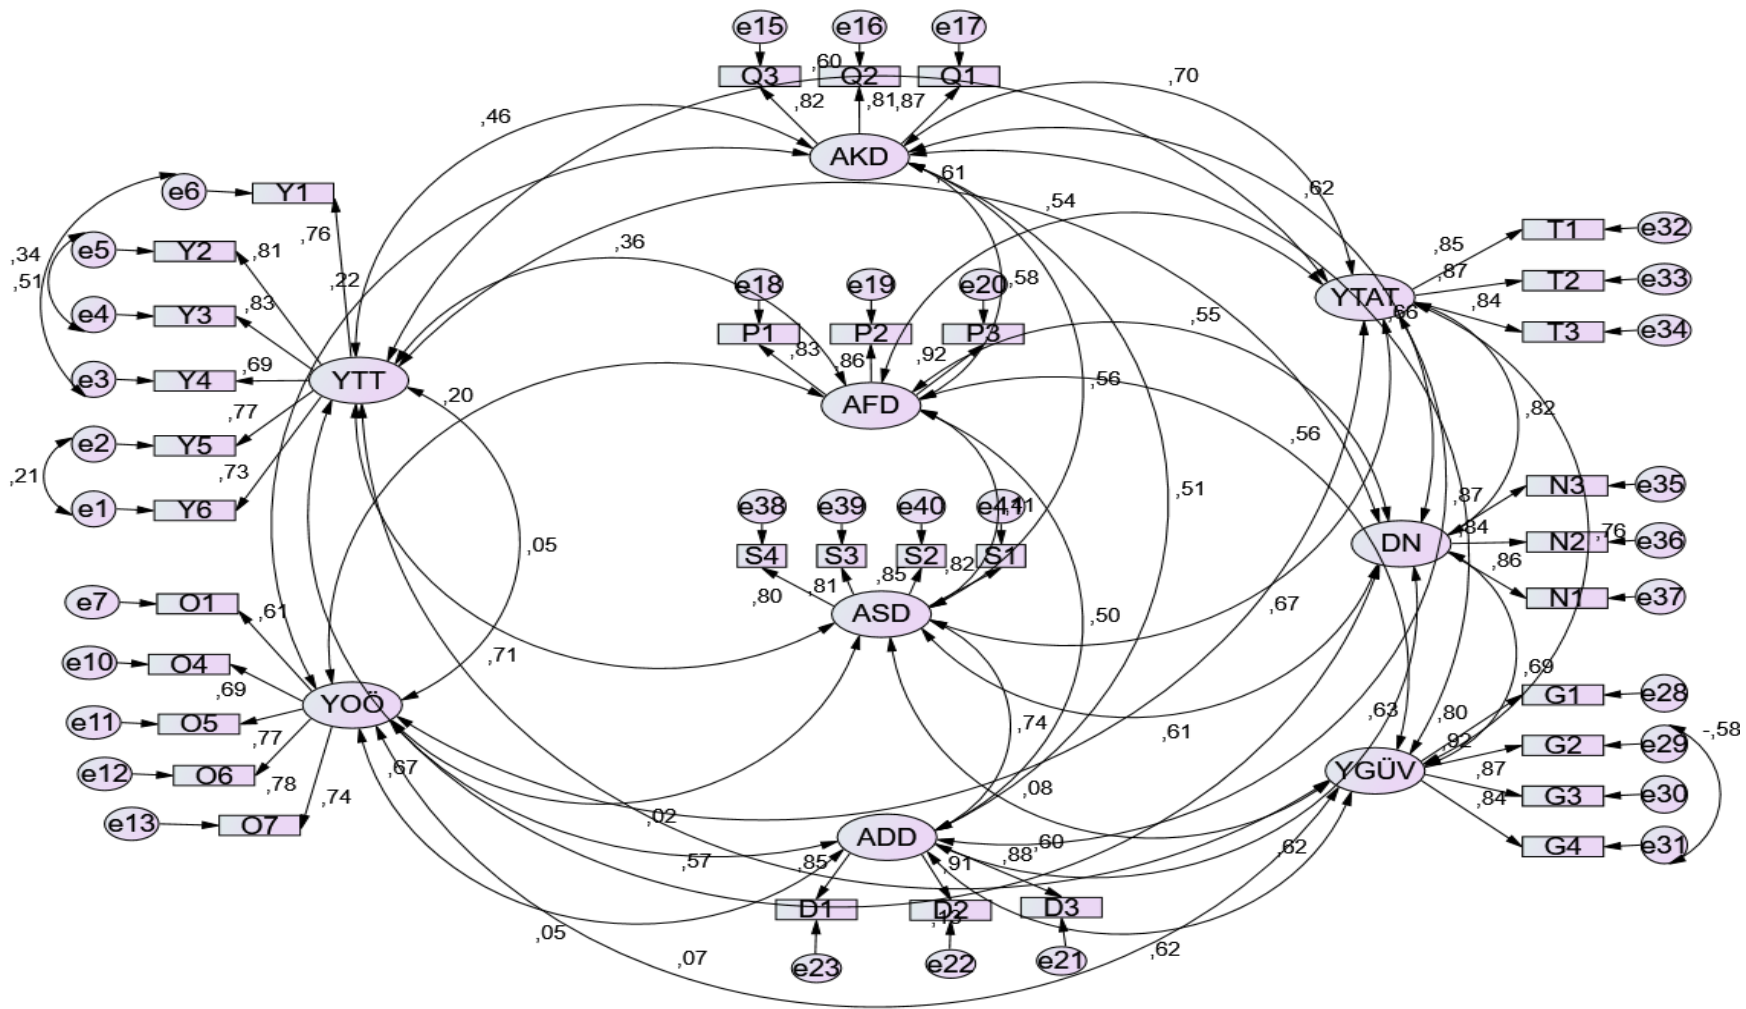 e15 e16 e17
Q3 ,60 Q2 Q1
,82 ,81 ,87
,70
,46
AKD
,61
,62
,54
e6 Y1
,76
e5 Y2 ,81
,34
,51
,36
,22
e4 Y3 ,83
e3 Y4 ,69
YTT
,20
,77
e2 Y5
,21
,73
e1 Y6
e18 e19 e20
,58
P1 P2 P3
,83 ,86 ,92
,55
AFD
,56
,56
T1 e32
,85
,87
T2 e33
YTAT
,66
,84
T3 e34
,82
N3 e35
,87
,84
DN
N2 ,76 e36
,86
N1 e37
,51
e38 e39 e40 e41 ,41
S4 S3 S2 S1
,80 ,81 ,85 ,82
ASD
,05
,50
,67
e7 O1
,61
,71
e10 O4
,69
YOÖ
e11 O5
,77
e12 O6
,78
,74
e13 O7
,67
,74
,61
,63
,08
,69
G1 e28
,80
,92
G2 e29
-,58
YGÜV
,87
G3 e30
,84
G4 e31
,02
ADD
,57
,85 ,91 ,88 ,60
,62
D1 D2 D3
,13
,05
,07
,62
e23 e22 e21